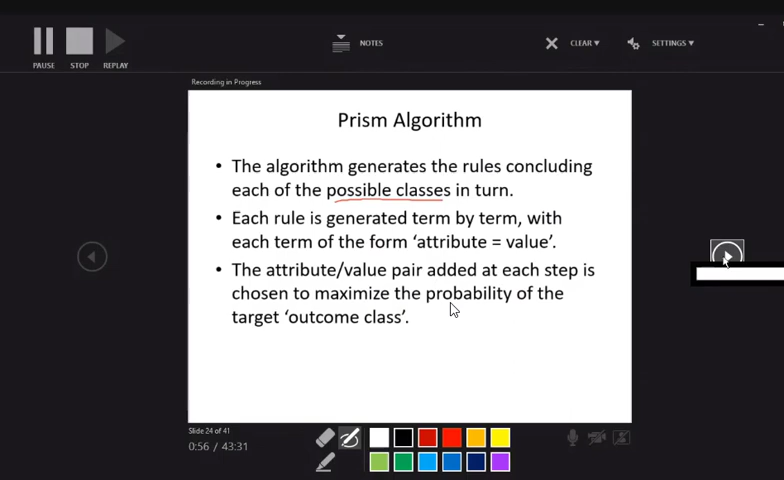 PAUSE STOP REPLAY
NOTES
CLEAR
SETTINGS
Recording in Progress
Prism Algorithm
• The algorithm generates the rules concluding
each of the possible classes in turn.
• Each rule is generated term by term, with
each term of the form ‘attribute = value’.
• The attribute/value pair added at each step is
chosen to maximize the probability of the
target ‘outcome class’.
Slide 24 of 41
0:56 / 43:31